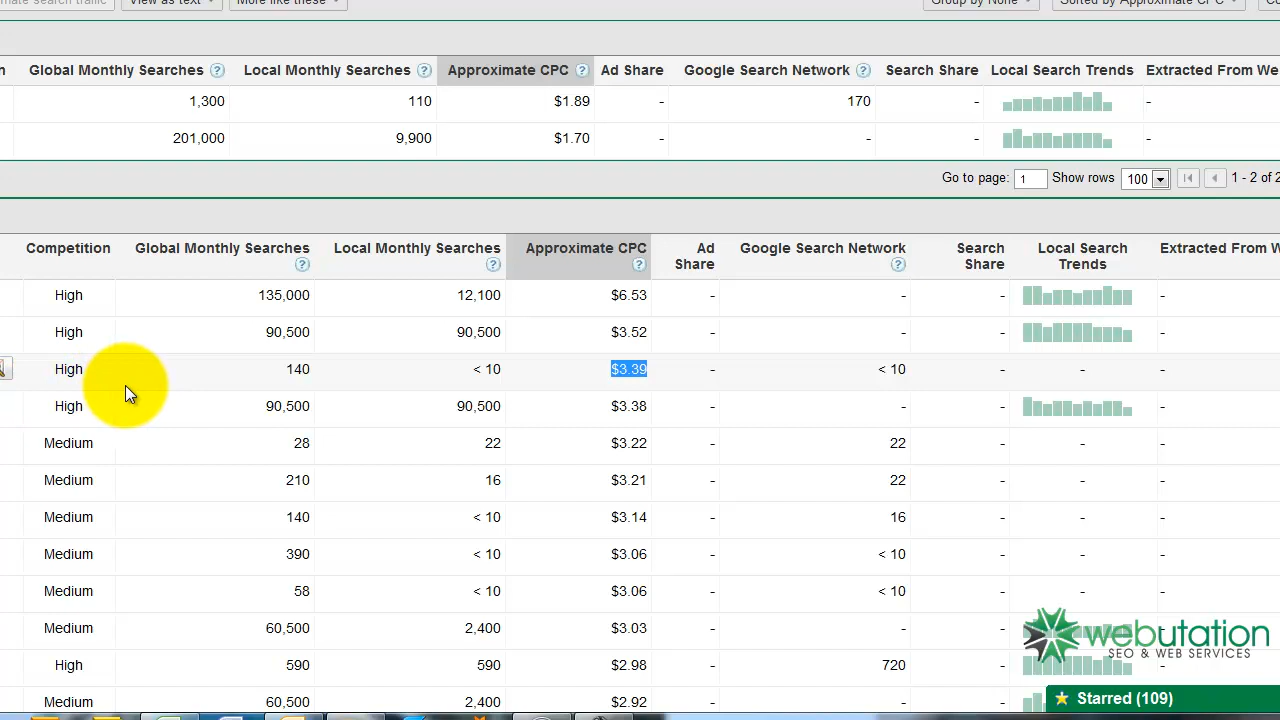 View as text More like these Group by None Sorted by Approximate CPC
Global Monthly Searches ? Local Monthly Searches ? Approximate CPC ? Ad Share Google Search Network ? Search Share Local Search Trends Extracted From We
1,300 110 $1.89 - 170 - -
201,000 9,900 $1.70 - - - -
Go to page: 1 Show rows 100 1 - 2 of 2
Competition Global Monthly Searches ? Local Monthly Searches ? Approximate CPC ? Ad Share Google Search Network ? Search Share Local Search Trends Extracted From W
High 135,000 12,100 $6.53 - - - -
High 90,500 90,500 $3.52 - - - -
High 140 < 10 $3.39 - < 10 - - -
High 90,500 90,500 $3.38 - - - -
Medium 28 22 $3.22 - 22 - - -
Medium 210 16 $3.21 - 22 - - -
Medium 140 < 10 $3.14 - 16 - - -
Medium 390 < 10 $3.06 - < 10 - - -
Medium 58 < 10 $3.06 - < 10 - - -
Medium 60,500 2,400 $3.03 - - -
High 590 590 $2.98 - 720 - -
Medium 60,500 2,400 $2.92 - - -
webutation
SEO & WEB SERVICES
Starred (109)